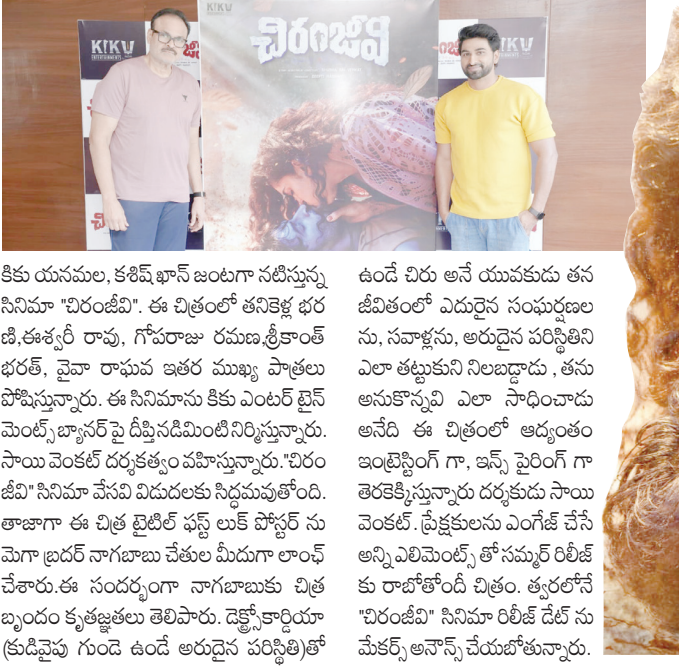 KIKU
ENTERTAINMENTS
KIKU
చిరంజీవి
KIKU
కికు యనమల, కశిష్ ఖాన్ జంటగా నటిస్తున్న
సినిమా "చిరంజీవి". ఈ చిత్రంలో తనికెళ్ల భర
ణి,ఈశ్వరీ రావు, గోపరాజు రమణ,శ్రీకాంత్
భరత్, వైవా రాఘవ ఇతర ముఖ్య పాత్రలు
పోషిస్తున్నారు. ఈ సినిమాను కికు ఎంటర్ టైన్
మెంట్స్ బ్యానర్ పై దీప్తి నడిమింటి నిర్మిస్తున్నారు.
సాయి వెంకట్ దర్శకత్వం వహిస్తున్నారు."చిరం
జీవి" సినిమా వేసవి విడుదలకు సిద్ధమవుతోంది.
తాజాగా ఈ చిత్ర టైటిల్ ఫస్ట్ లుక్ పోస్టర్ ను
మెగా బ్రదర్ నాగబాబు చేతుల మీదుగా లాంఛ్
చేశారు.ఈ సందర్భంగా నాగబాబుకు చిత్ర
బృందం కృతజ్ఞతలు తెలిపారు. డెక్ట్సోకార్డియా
(కుడివైపు గుండె ఉండే అరుదైన పరిస్థితి)తో
ఉండే చిరు అనే యువకుడు తన
జీవితంలో ఎదురైన సంఘర్షణల
ను, సవాళ్లను, అరుదైన పరిస్థితిని
ఎలా తట్టుకుని నిలబడ్డాడు , తను
అనుకొన్నవి ఎలా సాధించాడు
అనేది ఈ చిత్రంలో ఆద్యంతం
ఇంట్రెస్టింగ్ గా, ఇన్స్ పైరింగ్ గా
తెరకెక్కిస్తున్నారు దర్శకుడు సాయి
వెంకట్. ప్రేక్షకులను ఎంగేజ్ చేసే
అన్ని ఎలిమెంట్స్ తో సమ్మర్ రిలీజ్
కు రాబోతోందీ చిత్రం. త్వరలోనే
"చిరంజీవి" సినిమా రిలీజ్ డేట్ ను
మేకర్స్ అనౌన్స్ చేయబోతున్నారు.